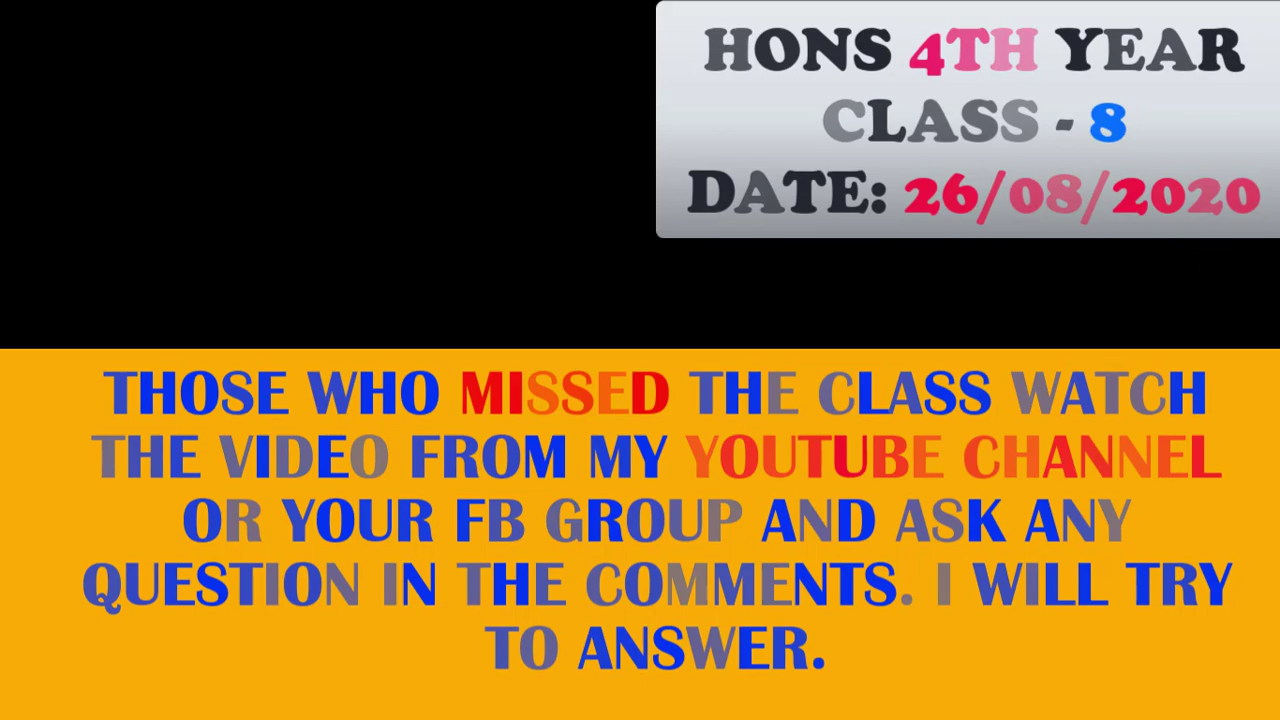 HONS 4TH YEAR
CLASS - 8
DATE: 26/08/2020
THOSE WHO MISSED THE CLASS WATCH
THE VIDEO FROM MY YOUTUBE CHANNEL
OR YOUR FB GROUP AND ASK ANY
QUESTION IN THE COMMENTS. I WILL TRY
TO ANSWER.